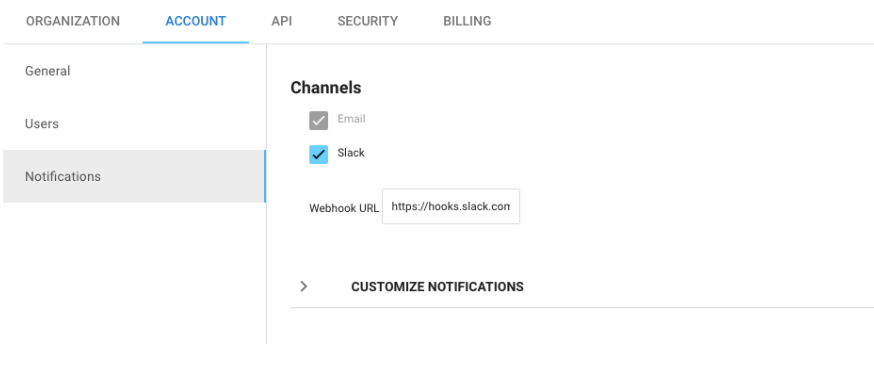 ORGANIZATION ACCOUNT API SECURITY BILLING
General
Channels
Email
Users
Slack
Notifications
Webhook URL https://hooks.slack.con
CUSTOMIZE NOTIFICATIONS